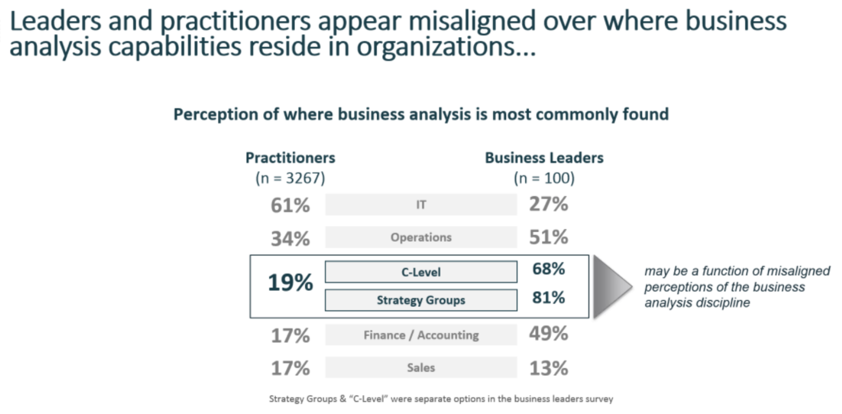 Leaders and practitioners appear misaligned over where business
analysis capabilities reside in organizations...
Perception of where business analysis is most commonly found
Practitioners Business Leaders
(n = 3267) (n = 100)
61% IT 27%
34% Operations 51%
19% C-Level 68%
Strategy Groups 81%
may be a function of misaligned
perceptions of the business
analysis discipline
17% Finance / Accounting 49%
17% Sales 13%
Strategy Groups & "C-Level" were separate options in the business leaders survey